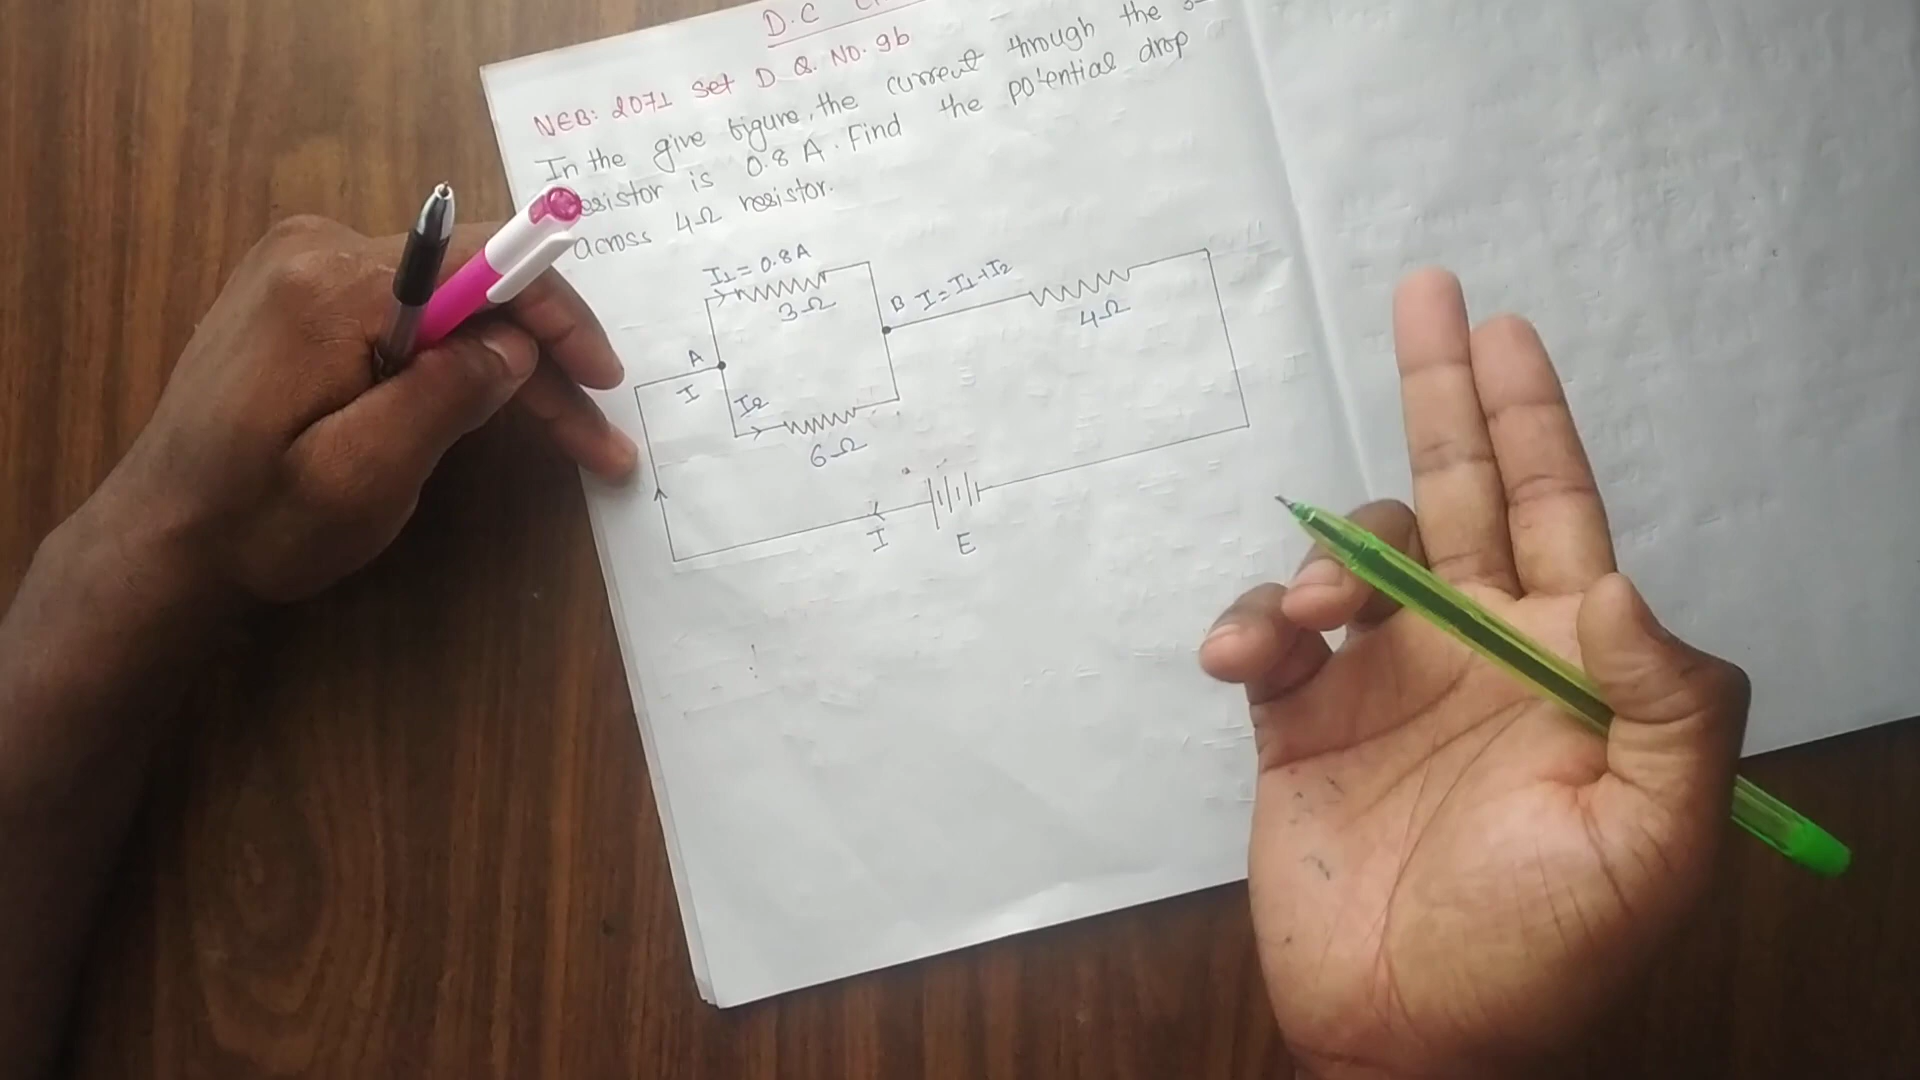 D.C
NEB: 2071 set D Q. NO. 9b
In the give figure, the current through the
resistor is 0.8 A. Find the potential drop
across 4Ω resistor.
I1 = 0.8A
3Ω
B I = I1 + I2
4Ω
A
I
I2
6Ω
I
E